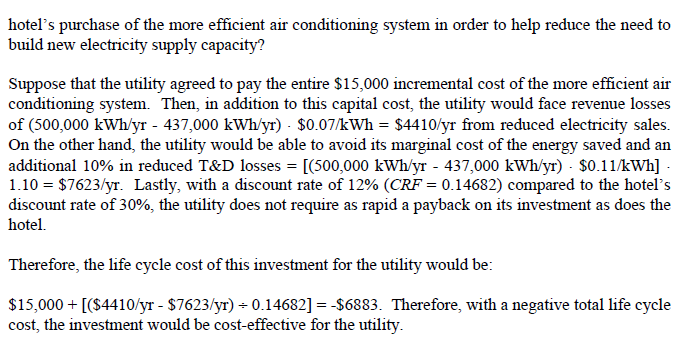 hotel's purchase of the more efficient air conditioning system in order to help reduce the need to
build new electricity supply capacity?
Suppose that the utility agreed to pay the entire $15,000 incremental cost of the more efficient air
conditioning system. Then, in addition to this capital cost, the utility would face revenue losses
of (500,000 kWh/yr - 437,000 kWh/yr) · $0.07/kWh = $4410/yr from reduced electricity sales.
On the other hand, the utility would be able to avoid its marginal cost of the energy saved and an
additional 10% in reduced T&D losses = [(500,000 kWh/yr - 437,000 kWh/yr) · $0.11/kWh] ·
1.10 = $7623/yr. Lastly, with a discount rate of 12% (CRF = 0.14682) compared to the hotel's
discount rate of 30%, the utility does not require as rapid a payback on its investment as does the
hotel.
Therefore, the life cycle cost of this investment for the utility would be:
$15,000 + [($4410/yr - $7623/yr) ÷ 0.14682] = -$6883. Therefore, with a negative total life cycle
cost, the investment would be cost-effective for the utility.